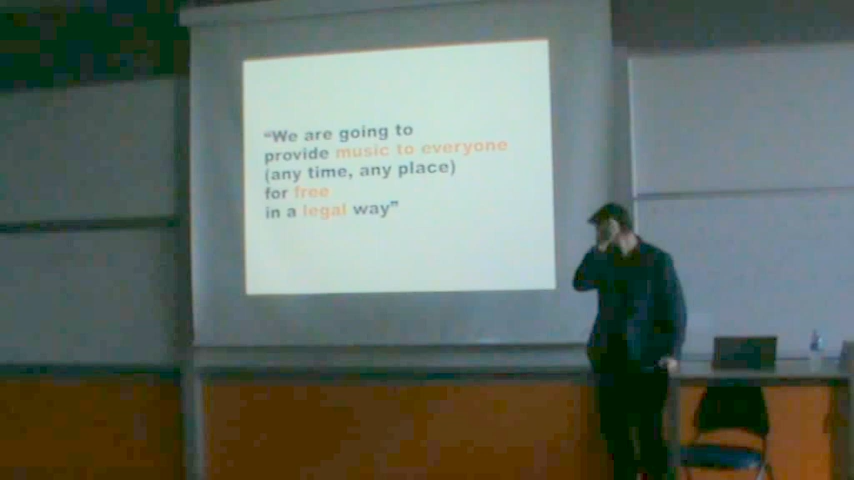 “We are going to
provide music to everyone
(any time, any place)
for free
in a legal way”